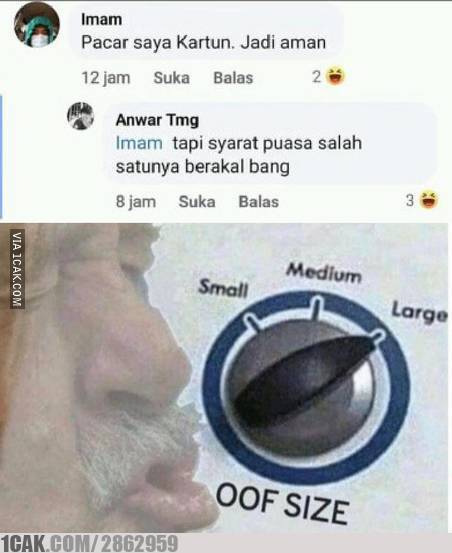 Imam
Pacar saya Kartun. Jadi aman
12 jam Suka Balas 2
Anwar Tmg
Imam tapi syarat puasa salah
satunya berakal bang
8 jam Suka Balas 3
VIA 1CAK.COM
Small
Medium
Large
OOF SIZE
1CAK.COM/2862959